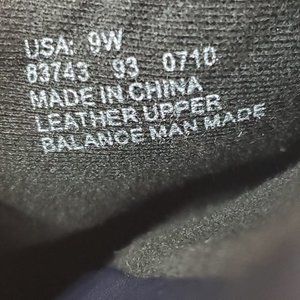 USA: 9W
83743 93 0710
MADE IN CHINA
LEATHER UPPER
BALANCE MAN MADE